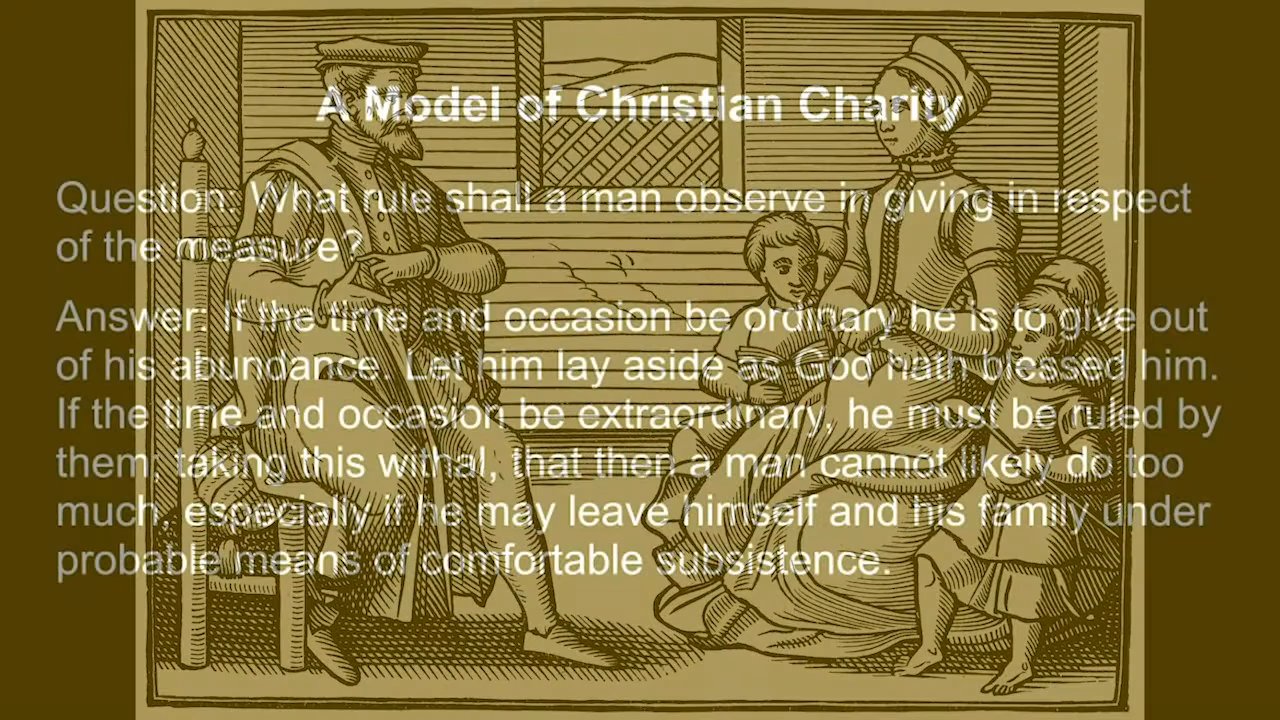 A Model of Christian Charity
Question: What rule shall a man observe in giving in respect
of the measure?
Answer: If the time and occasion be ordinary he is to give out
of his abundance. Let him lay aside as God hath blessed him.
If the time and occasion be extraordinary, he must be ruled by
them; taking this withal, that then a man cannot likely do too
much, especially if he may leave himself and his family under
probable means of comfortable subsistence.